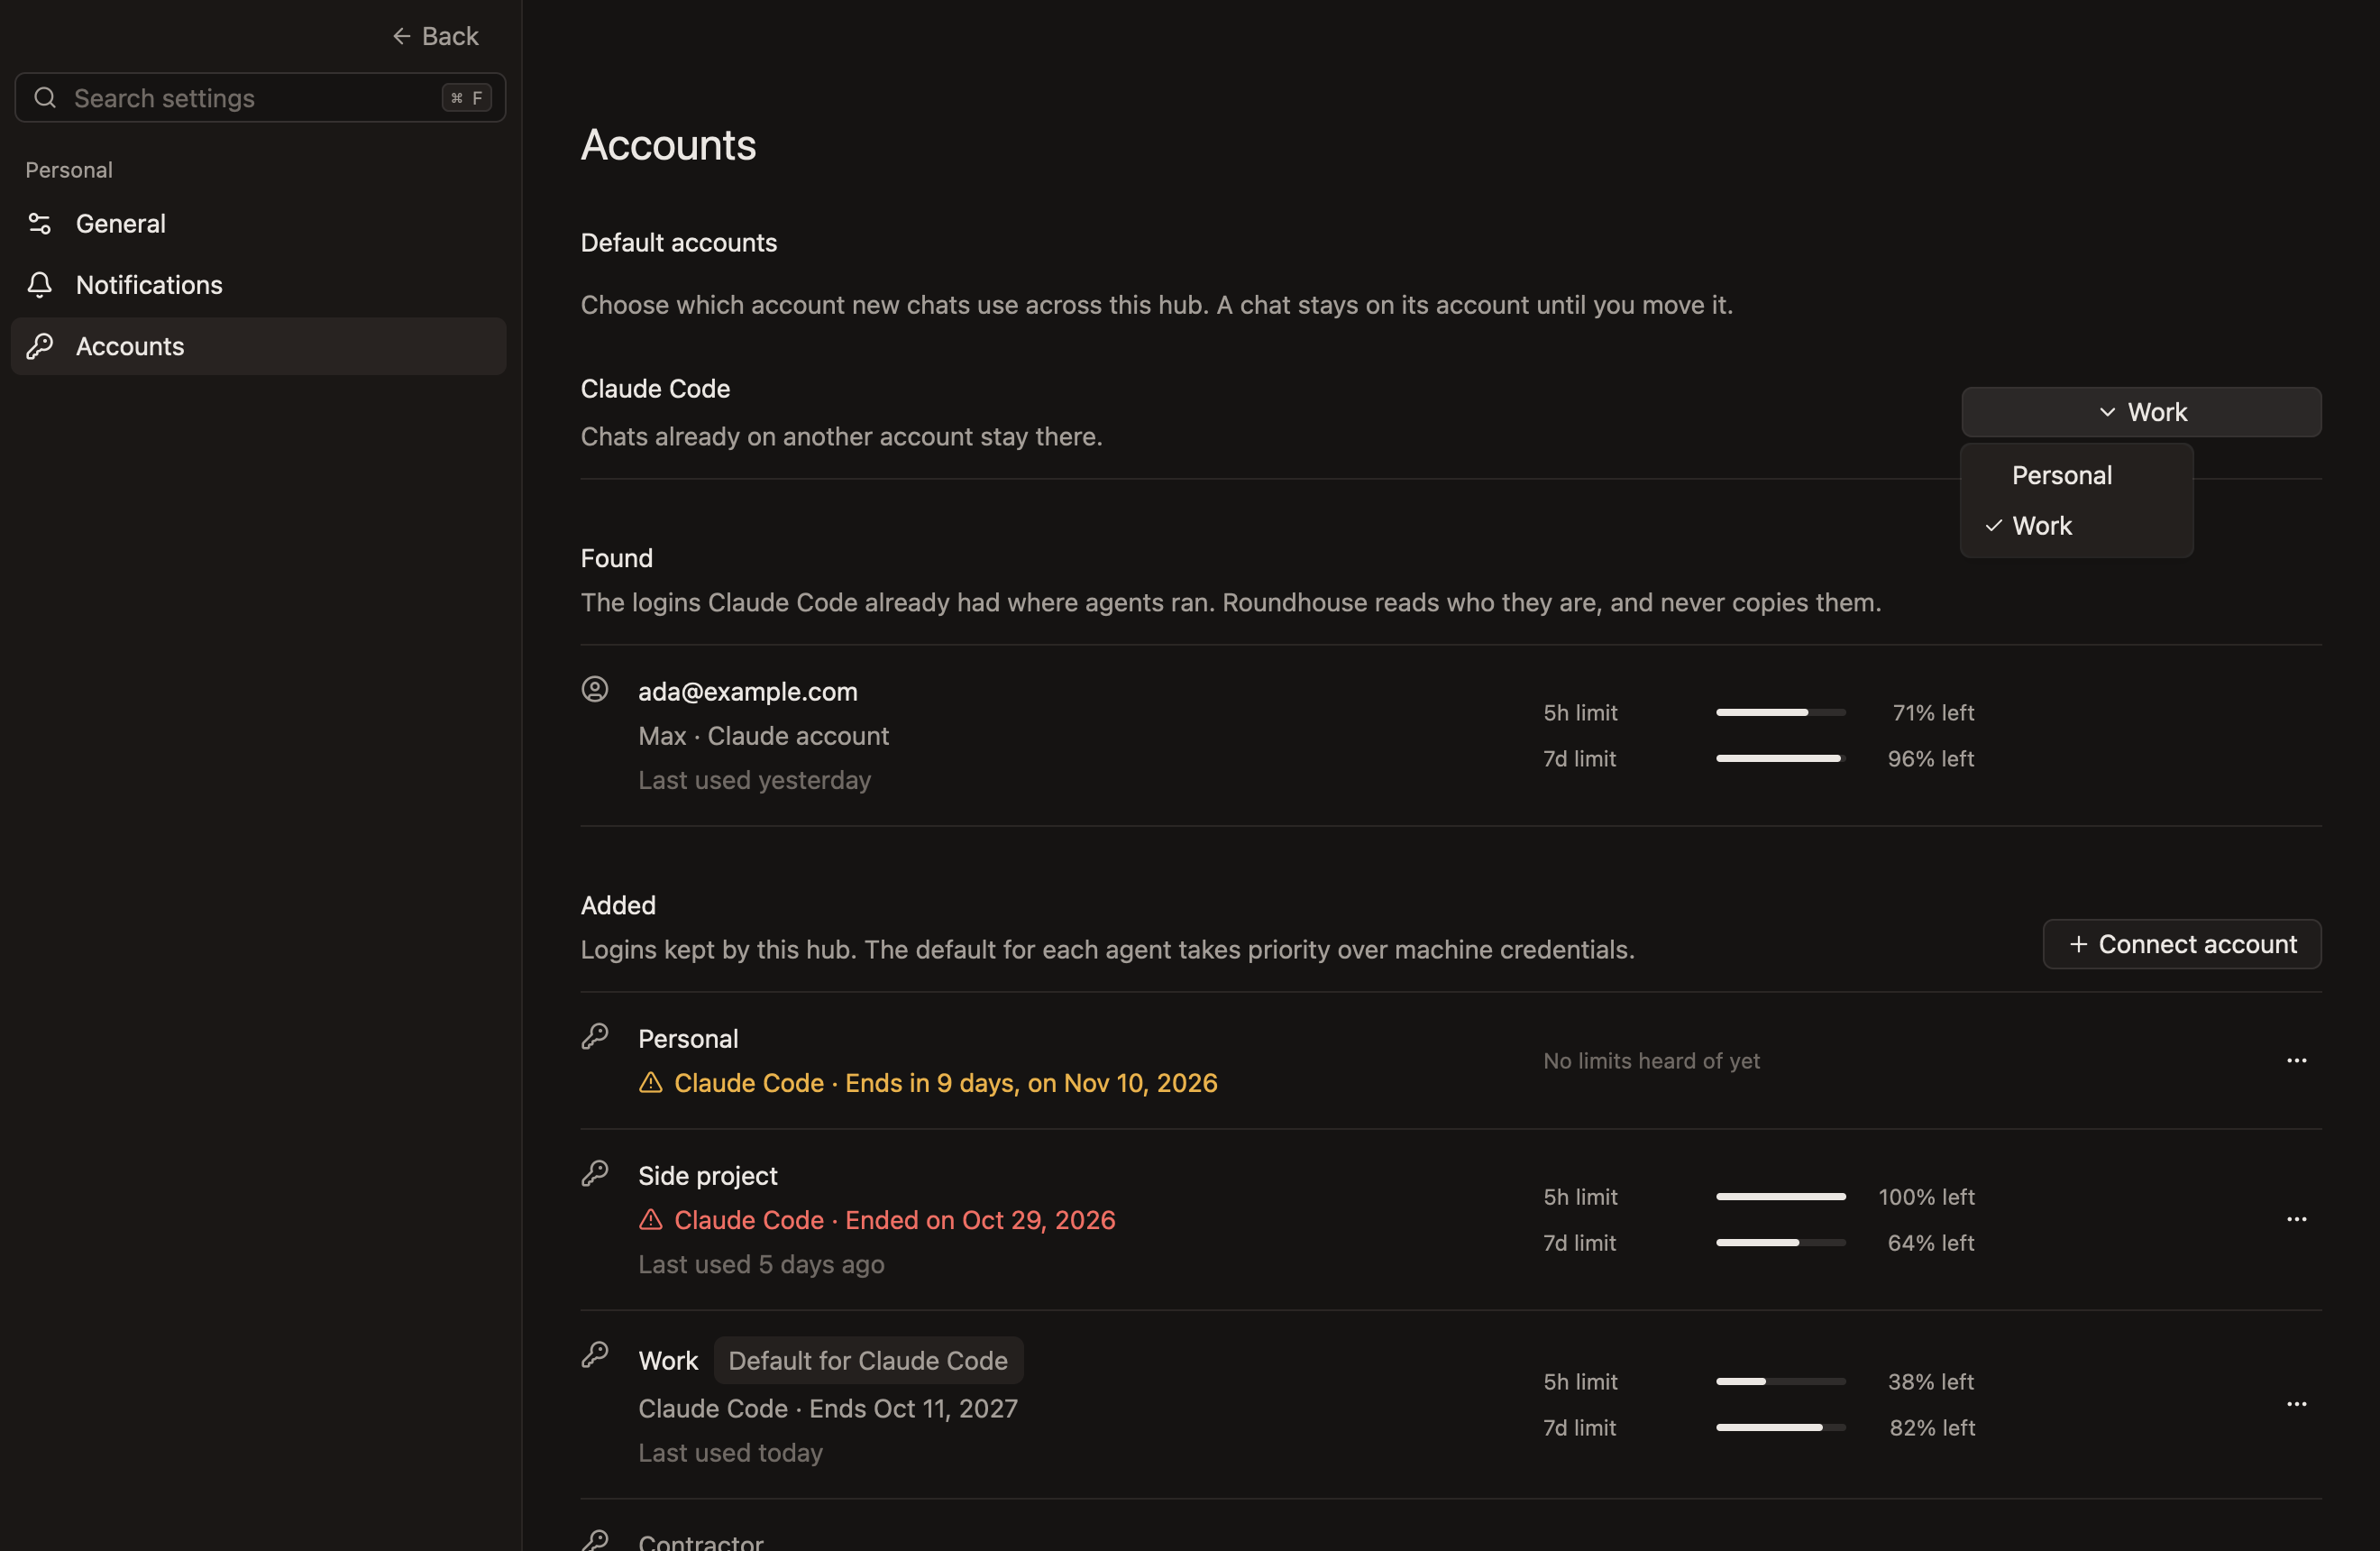 Back
Search settings
⌘ F
Personal
General
Notifications
Accounts
Accounts
Default accounts
Choose which account new chats use across this hub. A chat stays on its account until you move it.
Claude Code
Chats already on another account stay there.
Work
Personal
Work
Found
The logins Claude Code already had where agents ran. Roundhouse reads who they are, and never copies them.
ada@example.com
Max · Claude account
Last used yesterday
5h limit 71% left
7d limit 96% left
Added
Logins kept by this hub. The default for each agent takes priority over machine credentials.
Connect account
Personal
Claude Code · Ends in 9 days, on Nov 10, 2026
No limits heard of yet
Side project
Claude Code · Ended on Oct 29, 2026
Last used 5 days ago
5h limit 100% left
7d limit 64% left
Work Default for Claude Code
Claude Code · Ends Oct 11, 2027
Last used today
5h limit 38% left
7d limit 82% left
Contractor